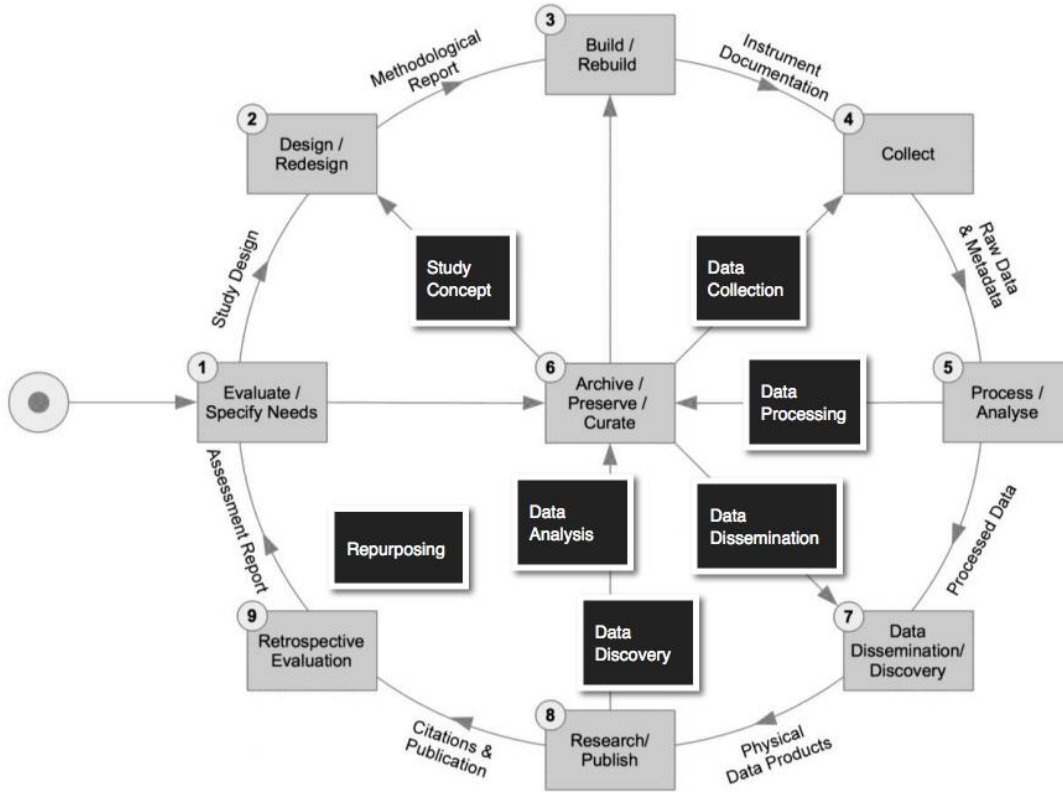 3
Build /
Rebuild
Methodological
Report
Instrument
Documentation
2
Design /
Redesign
4
Collect
Study Design
Study
Concept
Data
Collection
Raw Data
& Metadata
1
Evaluate /
Specify Needs
6
Archive /
Preserve /
Curate
Data
Processing
5
Process /
Analyse
Assessment Report
Repurposing
Data
Analysis
Data
Dissemination
Processed Data
9
Retrospective
Evaluation
Data
Discovery
7
Data
Dissemination/
Discovery
Citations &
Publication
8
Research/
Publish
Physical
Data Products